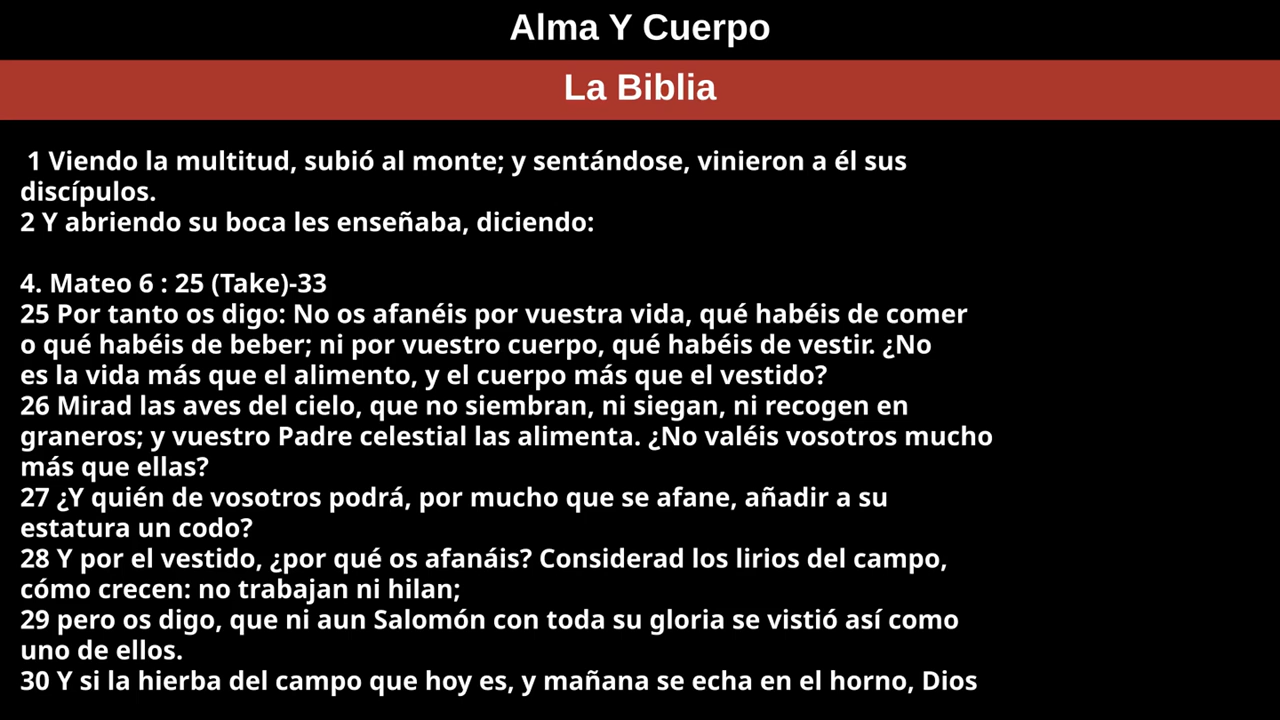 Alma Y Cuerpo
La Biblia
1 Viendo la multitud, subió al monte; y sentándose, vinieron a él sus
discípulos.
2 Y abriendo su boca les enseñaba, diciendo:
4. Mateo 6 : 25 (Take)-33
25 Por tanto os digo: No os afanéis por vuestra vida, qué habéis de comer
o qué habéis de beber; ni por vuestro cuerpo, qué habéis de vestir. ¿No
es la vida más que el alimento, y el cuerpo más que el vestido?
26 Mirad las aves del cielo, que no siembran, ni siegan, ni recogen en
graneros; y vuestro Padre celestial las alimenta. ¿No valéis vosotros mucho
más que ellas?
27 ¿Y quién de vosotros podrá, por mucho que se afane, añadir a su
estatura un codo?
28 Y por el vestido, ¿por qué os afanáis? Considerad los lirios del campo,
cómo crecen: no trabajan ni hilan;
29 pero os digo, que ni aun Salomón con toda su gloria se vistió así como
uno de ellos.
30 Y si la hierba del campo que hoy es, y mañana se echa en el horno, Dios